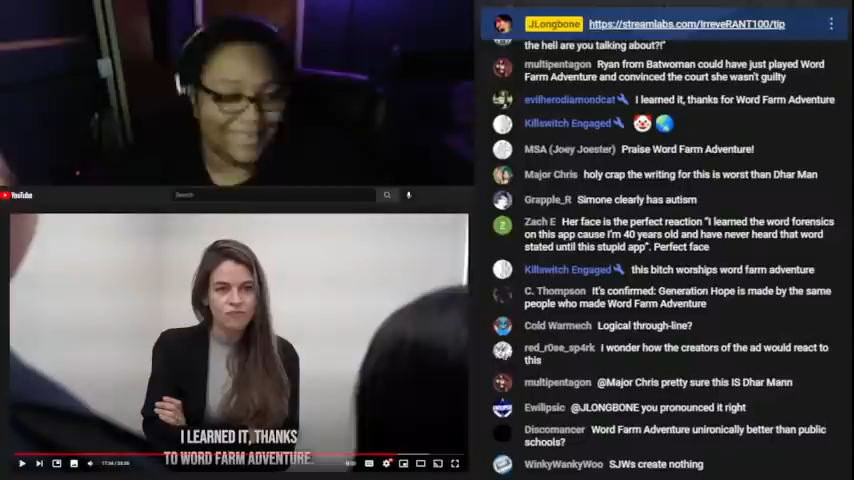 JLongbone https://streamlabs.com/IrreveRANT100/tip
the hell are you talking about?!"
multipentagon Ryan from Batwoman could have just played Word
Farm Adventure and convinced the court she wasn't guilty
evilherodiamondcat I learned it, thanks for Word Farm Adventure
Killswitch Engaged 🤡 🌎
MSA (Joey Joester) Praise Word Farm Adventure!
Major Chris holy crap the writing for this is worst than Dhar Man
Grapple_R Simone clearly has autism
Z
Zach E Her face is the perfect reaction "I learned the word forensics
on this app cause I'm 40 years old and have never heard that word
stated until this stupid app". Perfect face
Killswitch Engaged this bitch worships word farm adventure
C. Thompson It's confirmed: Generation Hope is made by the same
people who made Word Farm Adventure
Cold Warmech Logical through-line?
red_r0se_sp4rk I wonder how the creators of the ad would react to
this
multipentagon @Major Chris pretty sure this IS Dhar Mann
Ewilipsic @JLONGBONE you pronounced it right
Discomancer Word Farm Adventure unironically better than public
schools?
WinkyWankyWoo SJWs create nothing
YouTube
Search
I LEARNED IT, THANKS
TO WORD FARM ADVENTURE.